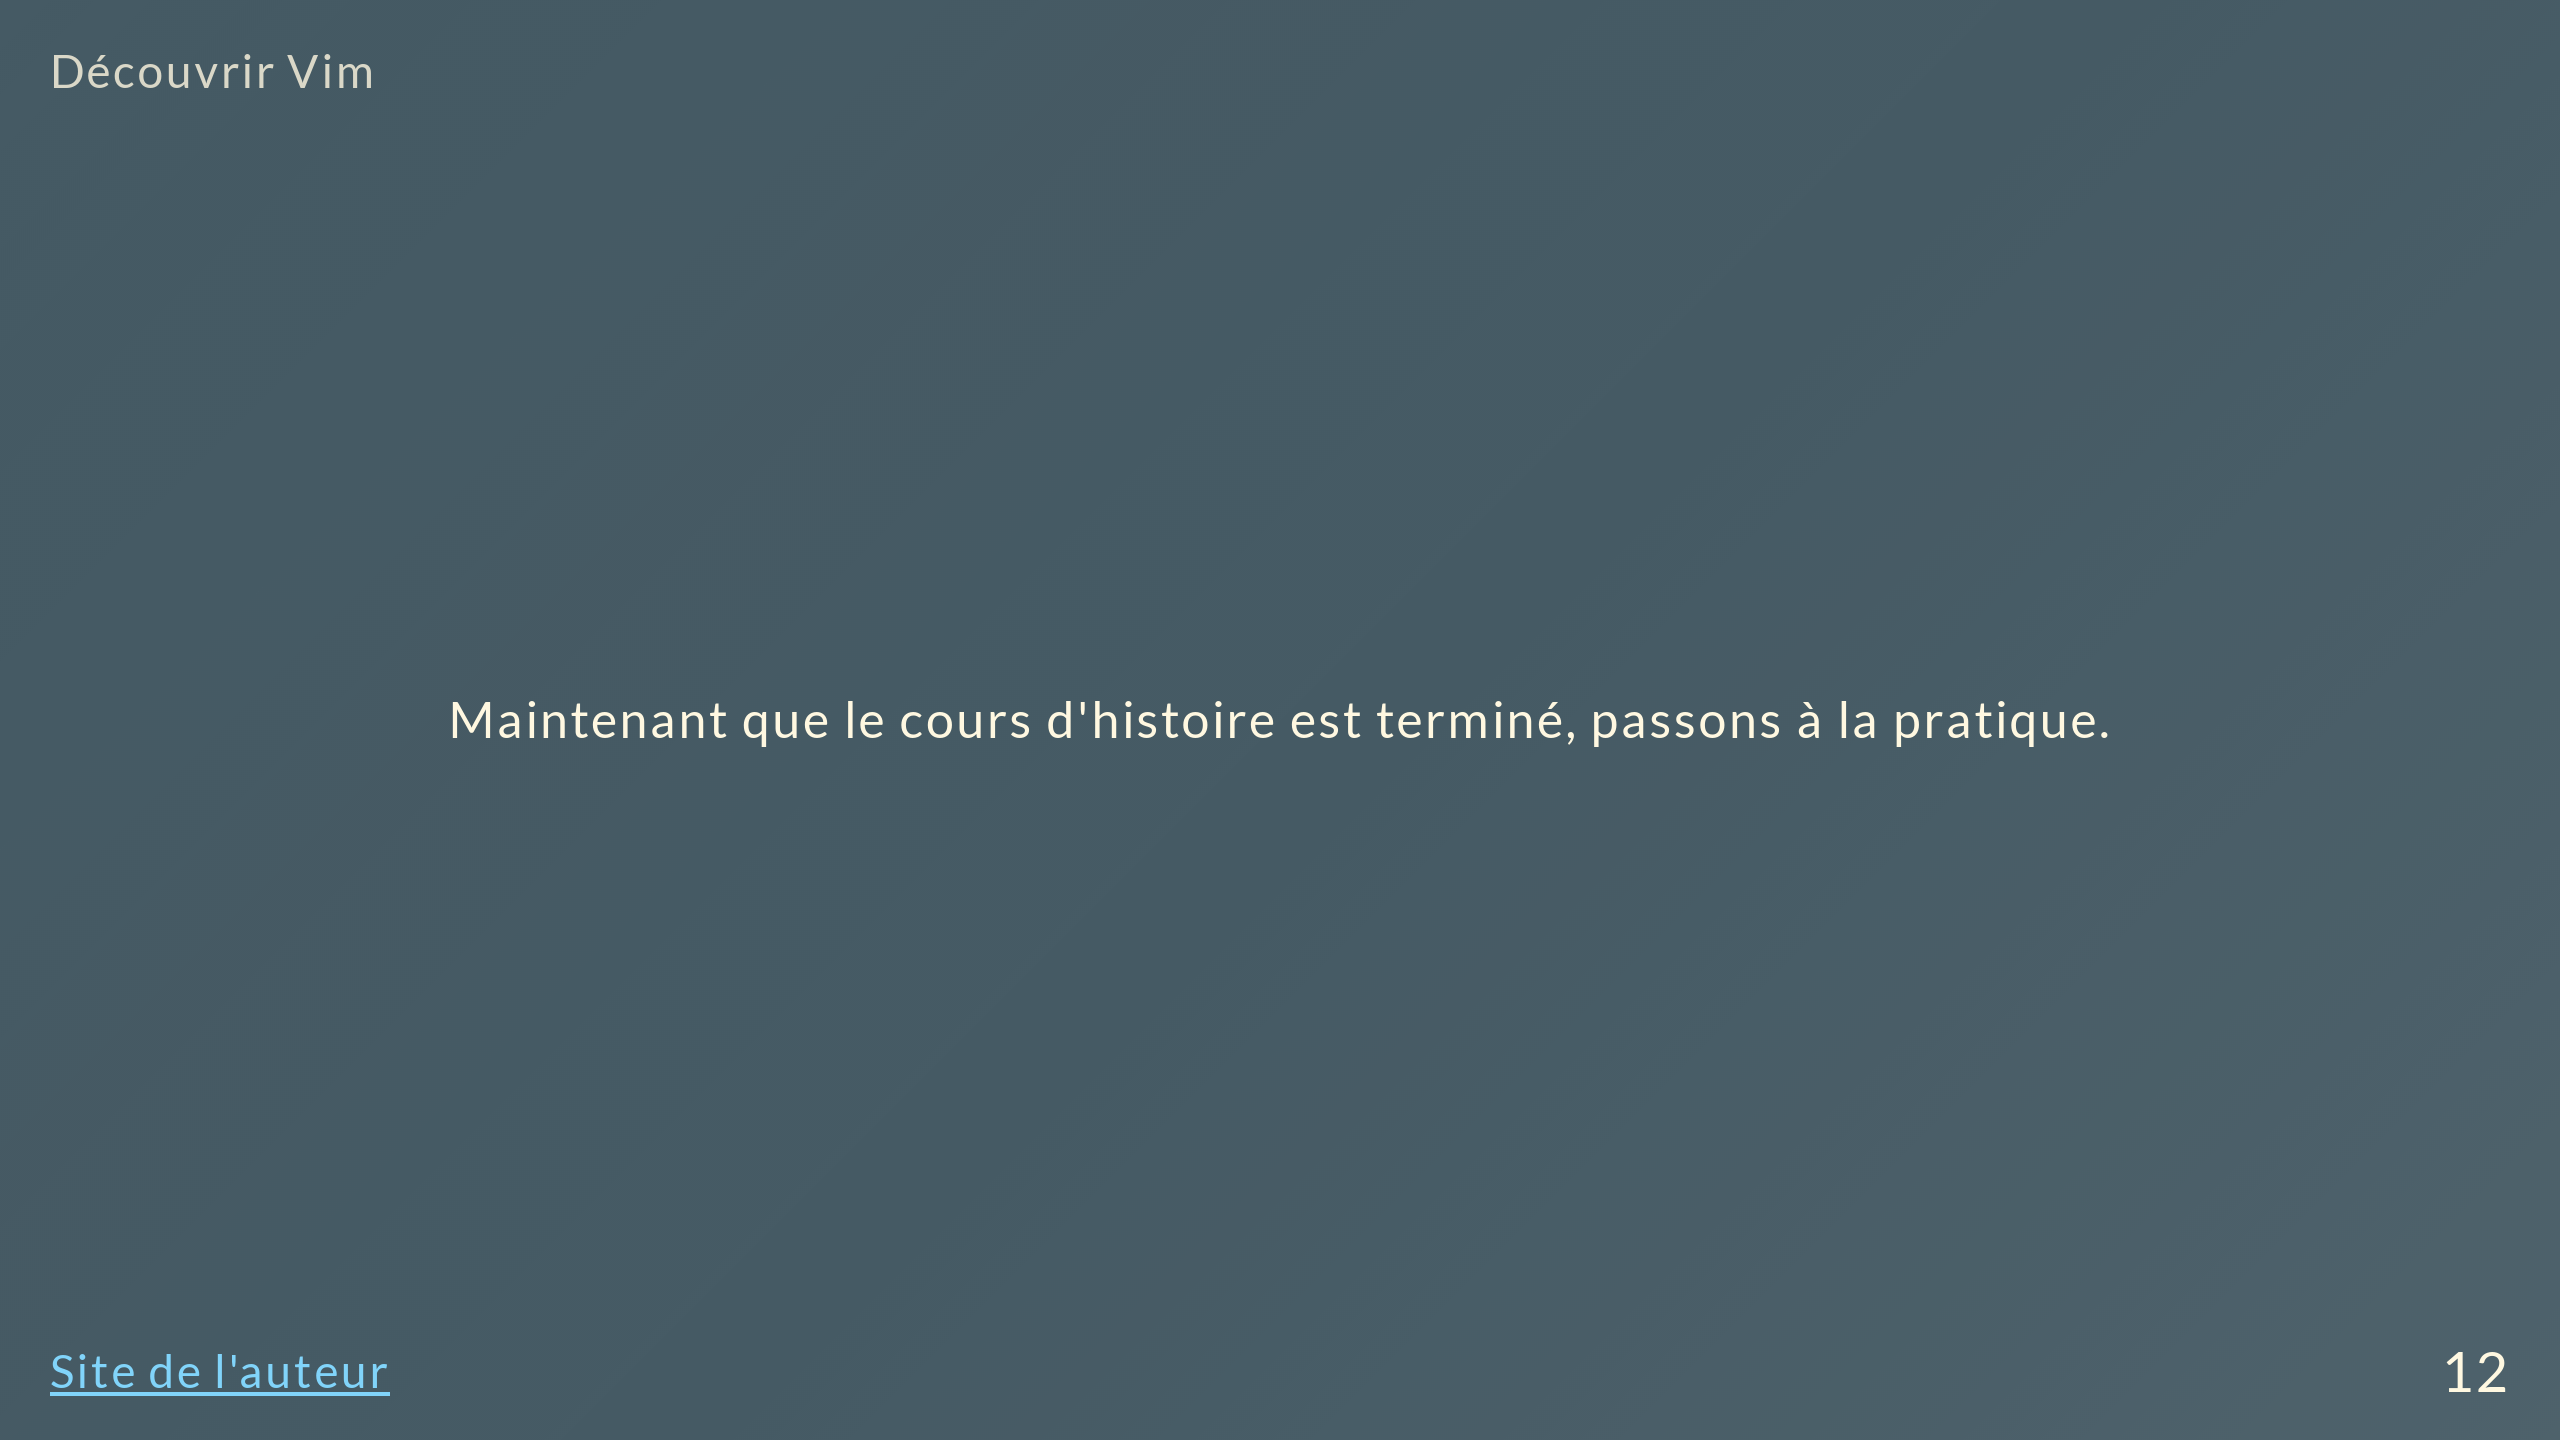 Découvrir Vim
Maintenant que le cours d'histoire est terminé, passons à la pratique.
Site de l'auteur
12